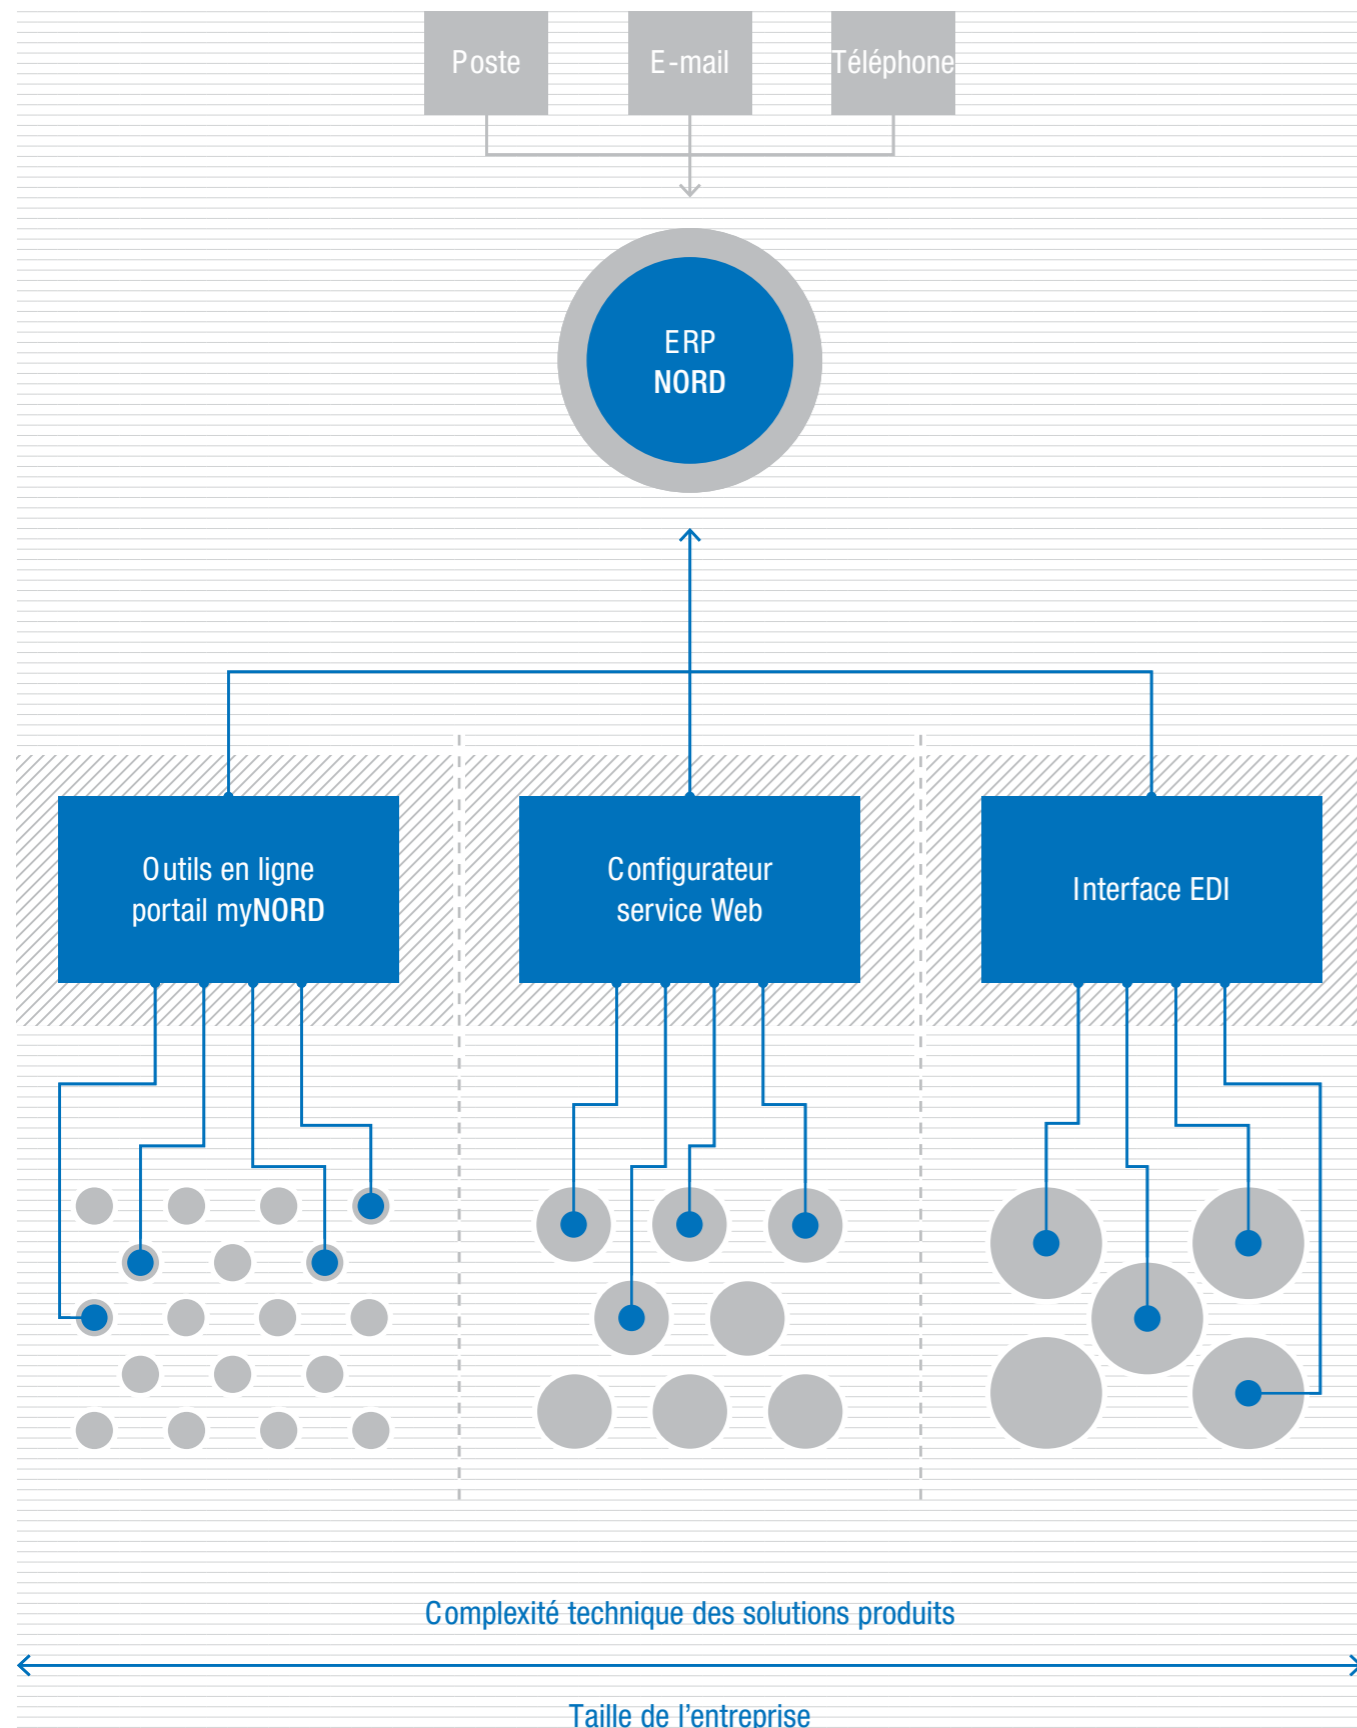 Poste
E-mail
Téléphone
ERP
NORD
Outils en ligne
portail myNORD
Configurateur
service Web
Interface EDI
Complexité technique des solutions produits
Taille de l'entreprise